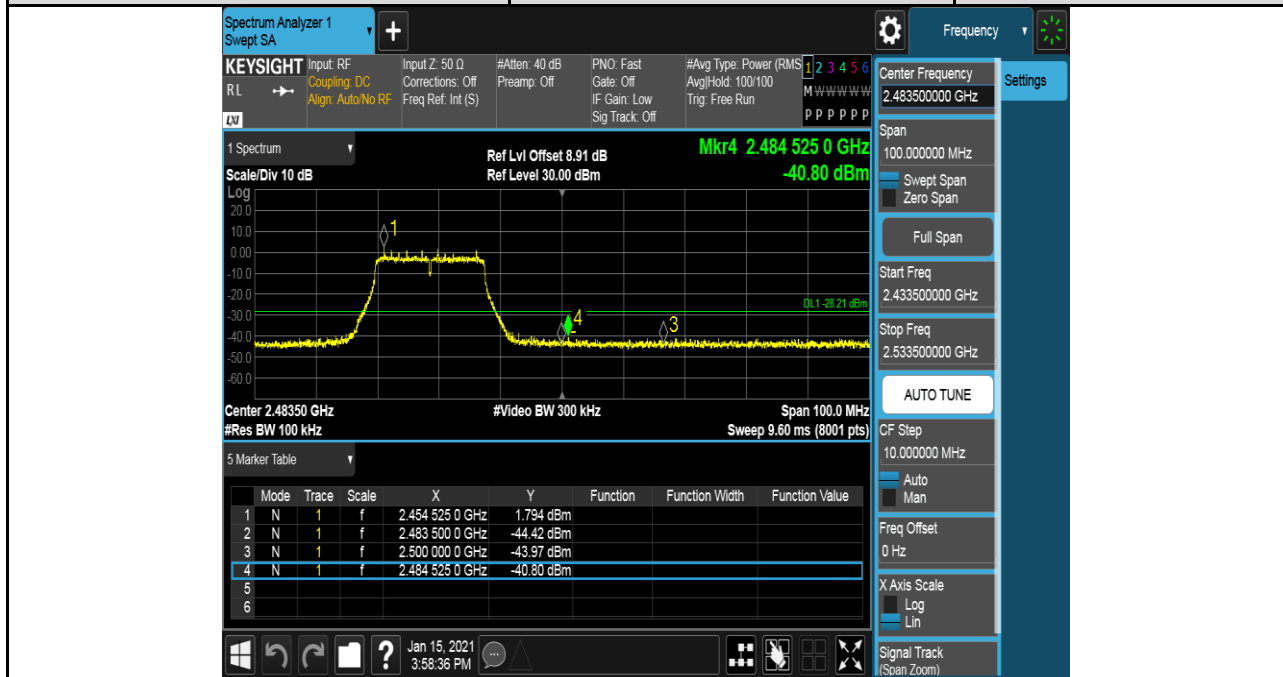 Spectrum Analyzer 1
Swept SA
+
Frequency
KEYSIGHT
RL
LXI
Input: RF
Coupling: DC
Align: Auto/No RF
Input Z: 50 Ω
Corrections: Off
Freq Ref: Int (S)
#Atten: 40 dB
Preamp: Off
PNO: Fast
Gate: Off
IF Gain: Low
Sig Track: Off
#Avg Type: Power (RMS
Avg|Hold: 100/100
Trig: Free Run
1 2 3 4 5 6
M W W W W W
P P P P P P
1 Spectrum
Scale/Div 10 dB
Ref Lvl Offset 8.91 dB
Ref Level 30.00 dBm
Mkr4 2.484 525 0 GHz
-40.80 dBm
Log
20.0
10.0
0.00
-10.0
-20.0
-30.0
-40.0
-50.0
-60.0
1
4
3
DL1 -28.21 dBm
Center 2.48350 GHz
#Video BW 300 kHz
Span 100.0 MHz
#Res BW 100 kHz
Sweep 9.60 ms (8001 pts)
5 Marker Table
Mode Trace Scale X Y Function Function Width Function Value
1 N 1 f 2.454 525 0 GHz 1.794 dBm
2 N 1 f 2.483 500 0 GHz -44.42 dBm
3 N 1 f 2.500 000 0 GHz -43.97 dBm
4 N 1 f 2.484 525 0 GHz -40.80 dBm
5
6
?
Jan 15, 2021
3:58:36 PM
Center Frequency
2.483500000 GHz
Settings
Span
100.000000 MHz
Swept Span
Zero Span
Full Span
Start Freq
2.433500000 GHz
Stop Freq
2.533500000 GHz
AUTO TUNE
CF Step
10.000000 MHz
Auto
Man
Freq Offset
0 Hz
X Axis Scale
Log
Lin
Signal Track
(Span Zoom)